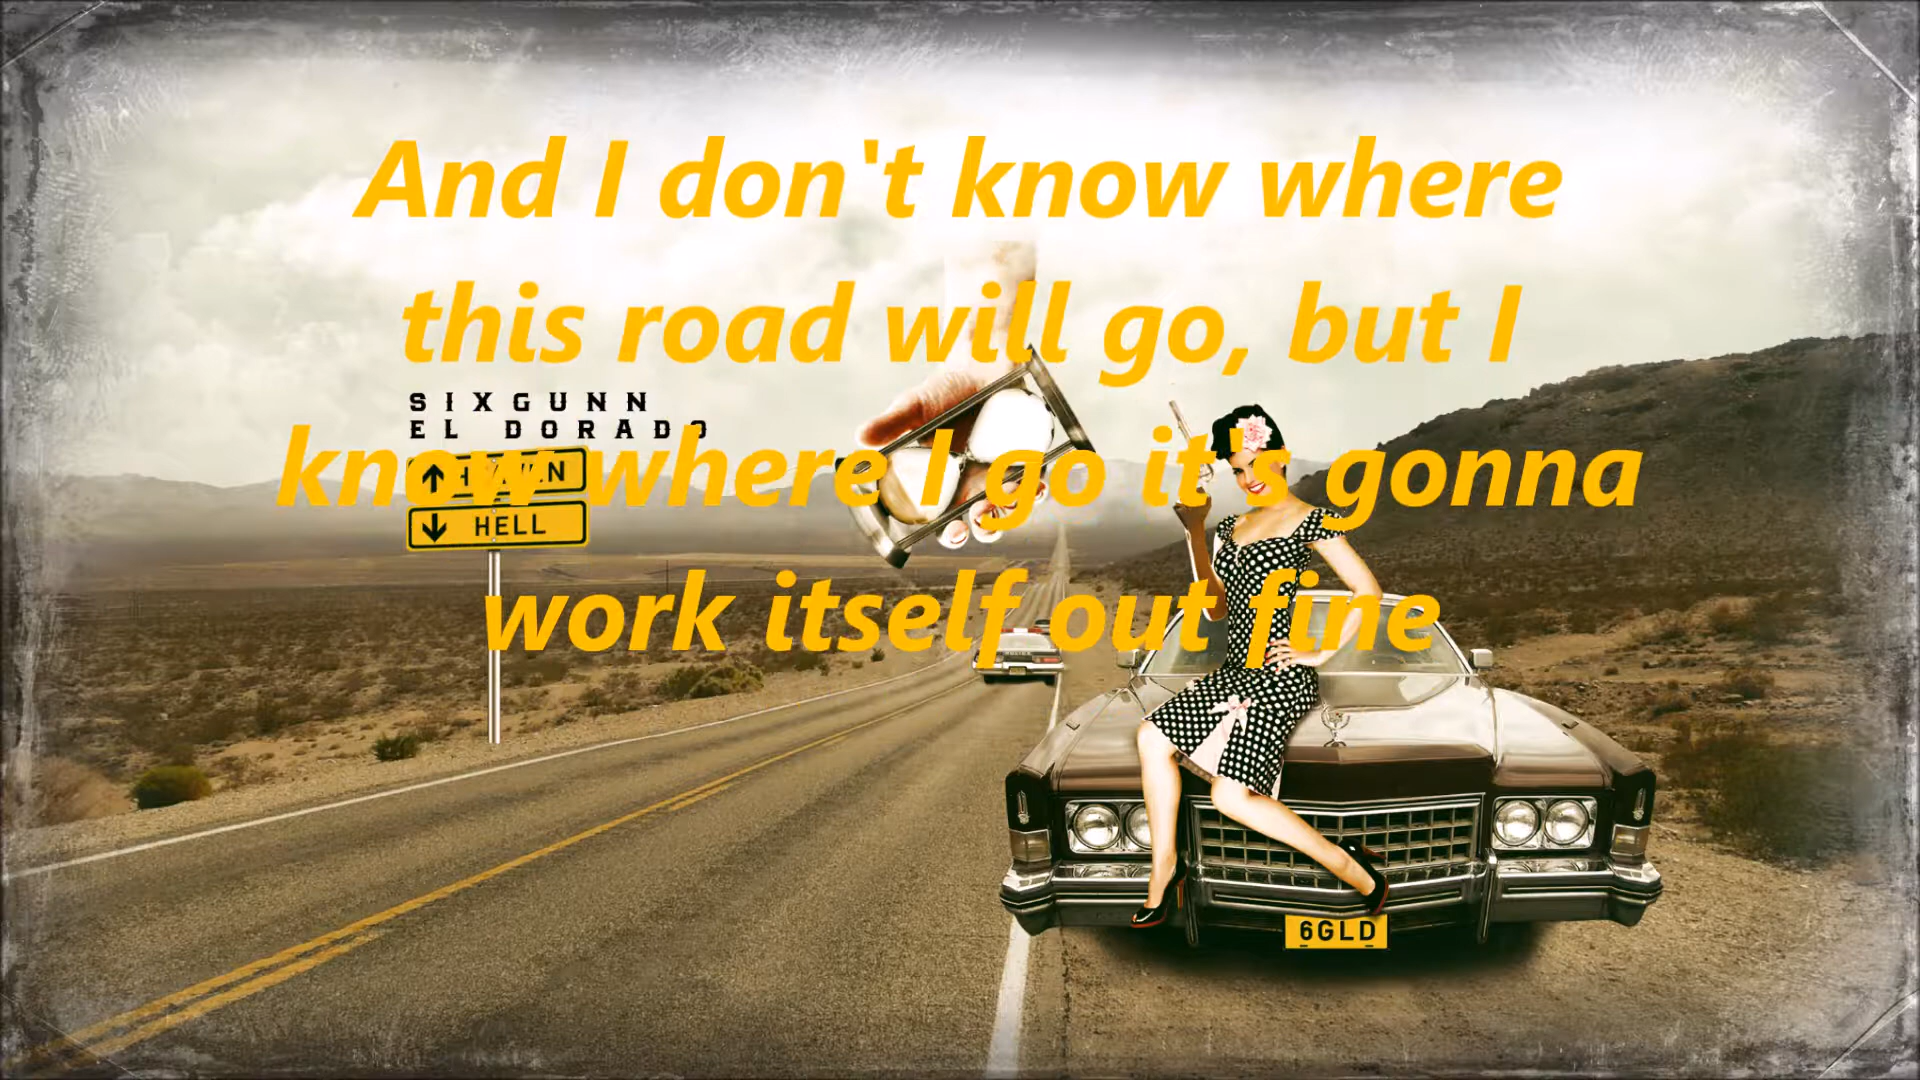 And I don't know where
this road will go, but I
SIXGUNN
EL DORADO
know where I go it's gonna
HELL
work itself out fine
6GLD